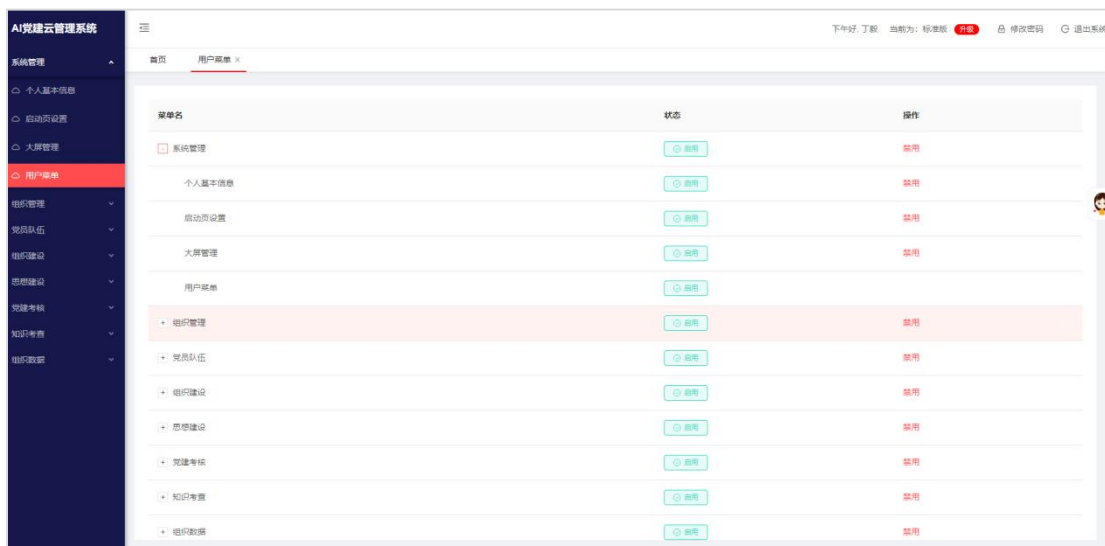 AI党建云管理系统
下午好, 丁毅 当前为：标准版 升级 修改密码 退出系统
系统管理
首页 用户菜单 ×
个人基本信息
启动页设置
大屏管理
用户菜单
组织管理
党员队伍
组织建设
思想建设
党建考核
知识考查
组织数据
菜单名 状态 操作
- 系统管理 启用 禁用
个人基本信息 启用 禁用
启动页设置 启用 禁用
大屏管理 启用 禁用
用户菜单 启用
+ 组织管理 启用 禁用
+ 党员队伍 启用 禁用
+ 组织建设 启用 禁用
+ 思想建设 启用 禁用
+ 党建考核 启用 禁用
+ 知识考查 启用 禁用
+ 组织数据 启用 禁用